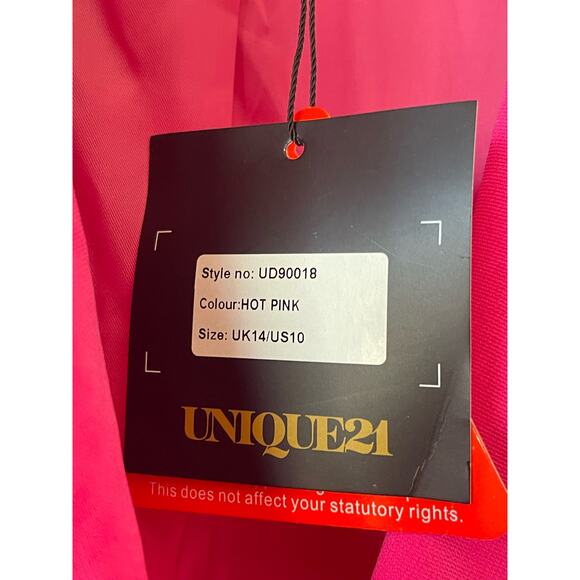 Style no: UD90018
Colour:HOT PINK
Size: UK14/US10
UNIQUE21
This does not affect your statutory rights.